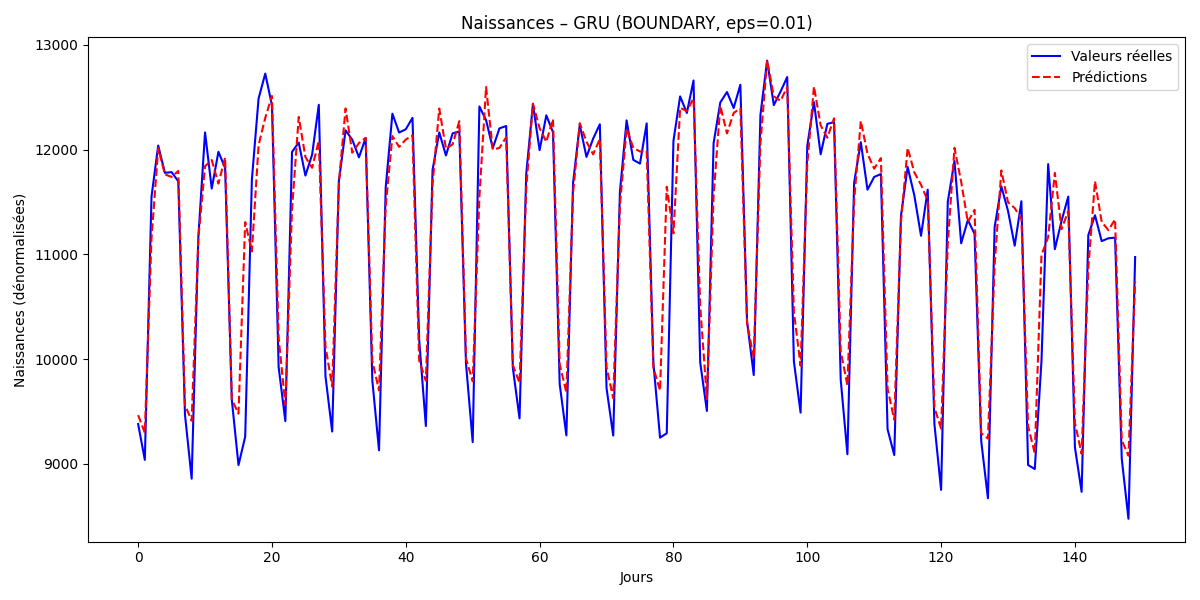 Naissances – GRU (BOUNDARY, eps=0.01)
Valeurs réelles
Prédictions
Naissances (dénormalisées)
13000
12000
11000
10000
9000
0 20 40 60 80 100 120 140
Jours